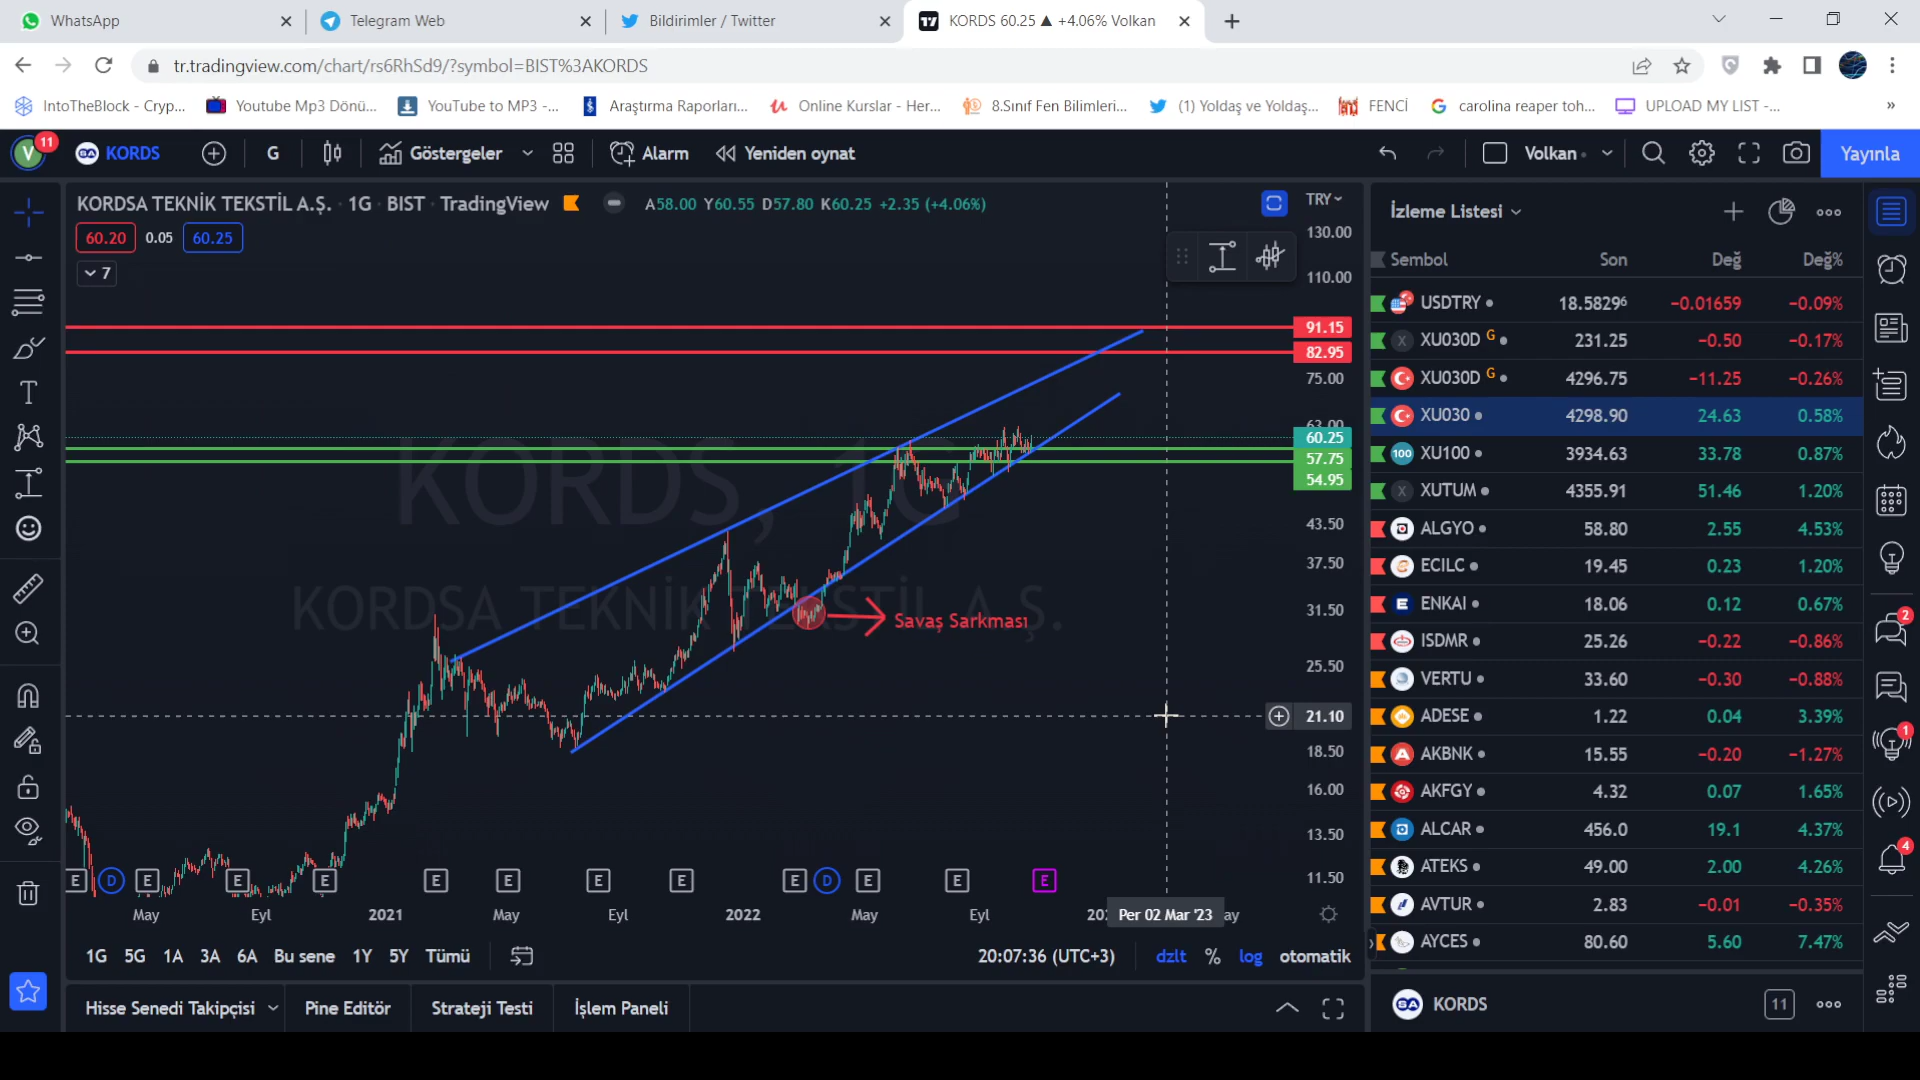 WhatsApp
Telegram Web
Bildirimler / Twitter
KORDS 60.25 ▲ +4.06% Volkan
tr.tradingview.com/chart/rs6RhSd9/?symbol=BIST%3AKORDS
IntoTheBlock - Cryp...
Youtube Mp3 Dönü...
YouTube to MP3 -...
Araştırma Raporları...
Online Kurslar - Her...
8.Sınıf Fen Bilimleri...
(1) Yoldaş ve Yoldaş...
FENCİ
carolina reaper toh...
UPLOAD MY LIST -...
»
V
11
KORDS
G
Göstergeler
Alarm
Yeniden oynat
Volkan
Yayınla
KORDSA TEKNİK TEKSTİL A.Ş. · 1G · BIST · TradingView
A58.00 Y60.55 D57.80 K60.25 +2.35 (+4.06%)
60.20
0.05
60.25
7
TRY
130.00
110.00
91.15
82.95
75.00
63.00
60.25
57.75
54.95
43.50
37.50
31.50
25.50
21.10
18.50
16.00
13.50
11.50
KORDS, 1G
KORDSA TEKNİK TEKSTİL A.Ş.
Savaş Sarkması
E D E E E E E E E E D E E E
May Eyl 2021 May Eyl 2022 May Eyl 202 Per 02 Mar '23 ay
1G 5G 1A 3A 6A Bu sene 1Y 5Y Tümü
20:07:36 (UTC+3)
dzlt % log otomatik
Hisse Senedi Takipçisi
Pine Editör
Strateji Testi
İşlem Paneli
İzleme Listesi
Sembol Son Değ Değ%
USDTRY 18.5829⁶ −0.01659 −0.09%
XU030D G 231.25 −0.50 −0.17%
XU030D G 4296.75 −11.25 −0.26%
XU030 4298.90 24.63 0.58%
100 XU100 3934.63 33.78 0.87%
XUTUM 4355.91 51.46 1.20%
ALGYO 58.80 2.55 4.53%
ECILC 19.45 0.23 1.20%
ENKAI 18.06 0.12 0.67%
ISDMR 25.26 −0.22 −0.86%
VERTU 33.60 −0.30 −0.88%
ADESE 1.22 0.04 3.39%
AKBNK 15.55 −0.20 −1.27%
AKFGY 4.32 0.07 1.65%
ALCAR 456.0 19.1 4.37%
ATEKS 49.00 2.00 4.26%
AVTUR 2.83 −0.01 −0.35%
AYCES 80.60 5.60 7.47%
KORDS
11
2
1
4